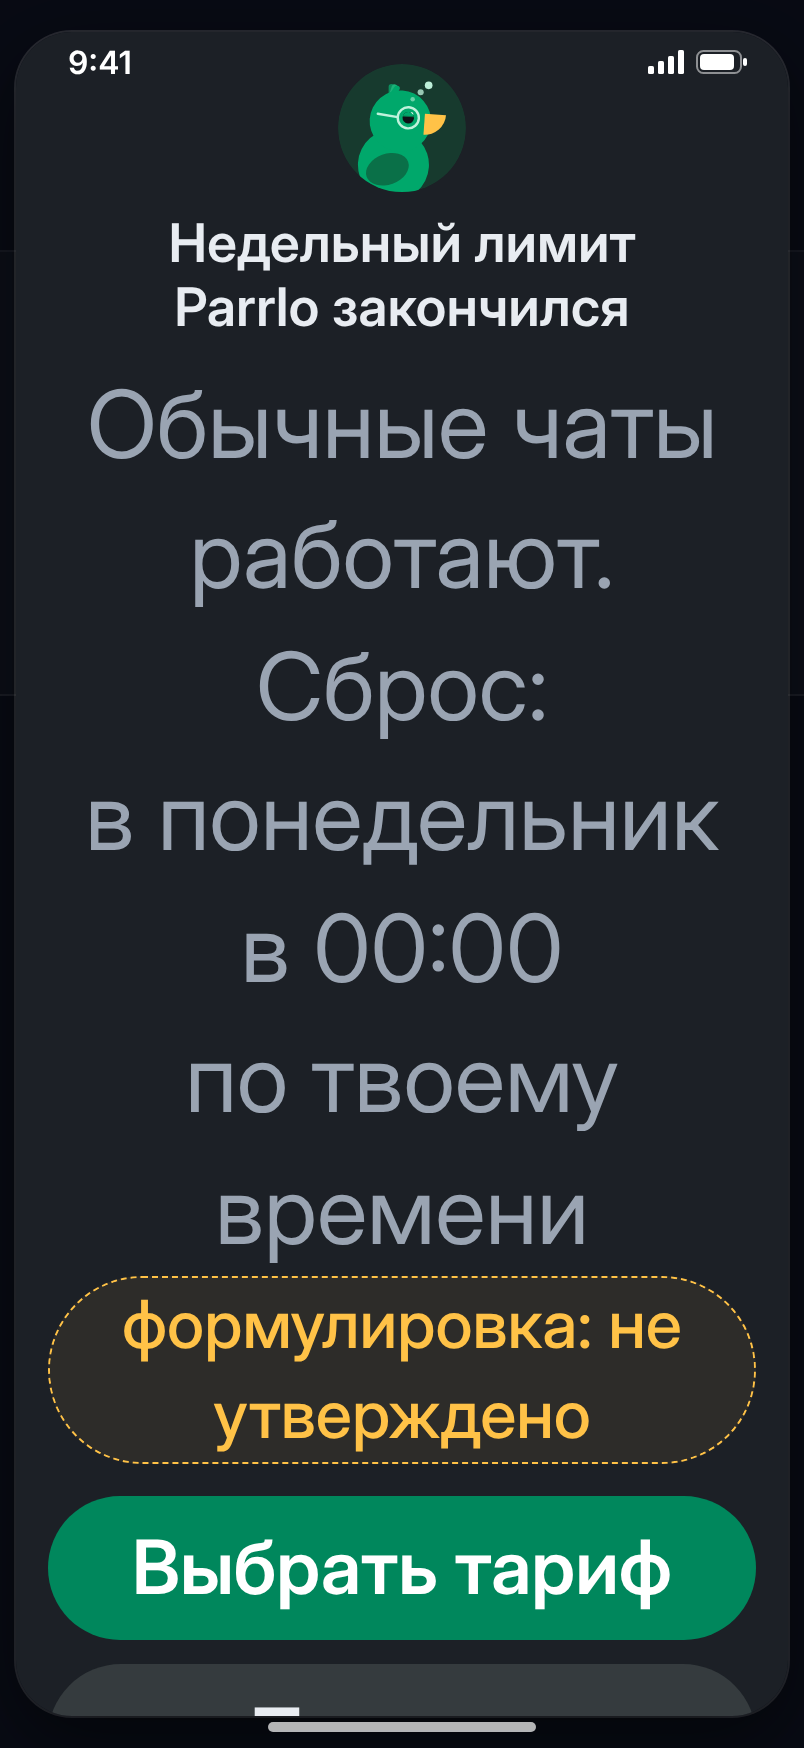 9:41
Недельный лимит
Parrlo закончился
Обычные чаты
работают.
Сброс:
в понедельник
в 00:00
по твоему
времени
формулировка: не
утверждено
Выбрать тариф